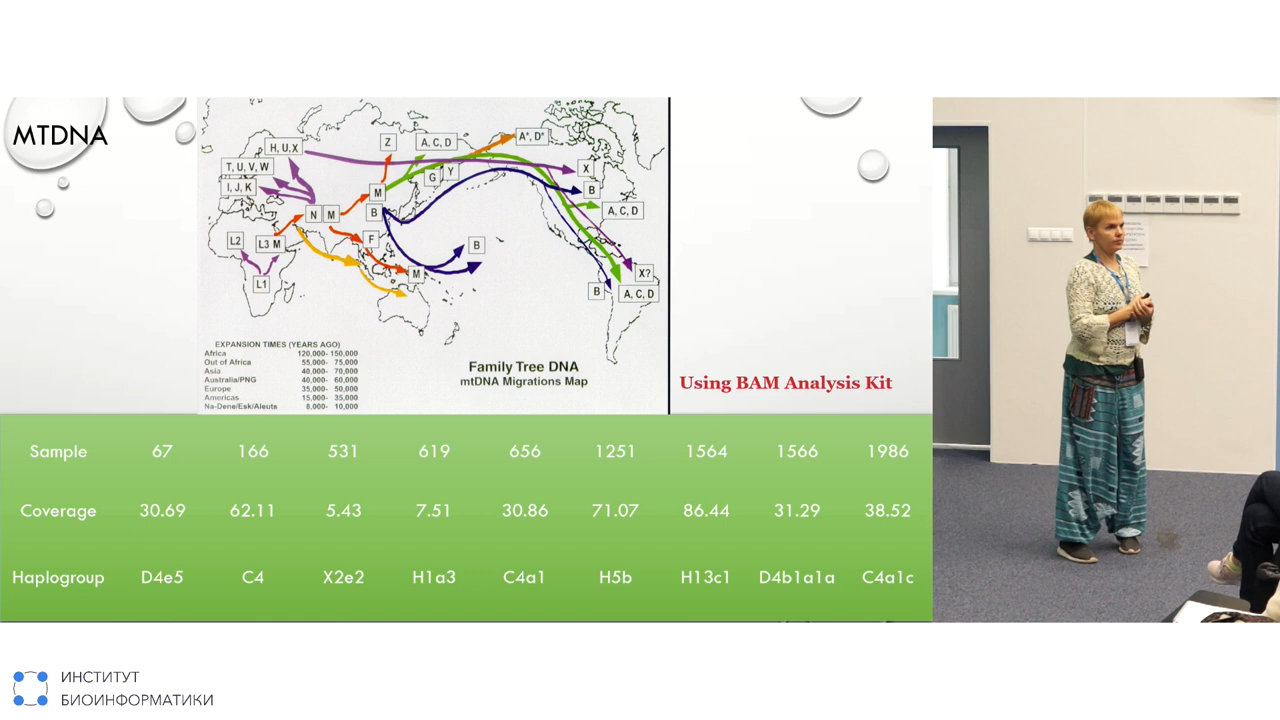 MTDNA
H, U, X
Z
A, C, D
A*, D*
T, U, V, W
I, J, K
G
Y
X
M
B
B
N
M
A, C, D
L2
L3 M
F
B
L1
M
X?
B
A, C, D
EXPANSION TIMES (YEARS AGO)
Africa 120,000- 150,000
Out of Africa 55,000- 75,000
Asia 40,000- 70,000
Australia/PNG 40,000- 60,000
Europe 35,000- 50,000
Americas 15,000- 35,000
Na-Dene/Esk/Aleuts 8,000- 10,000
Family Tree DNA
mtDNA Migrations Map
Using BAM Analysis Kit
Sample 67 166 531 619 656 1251 1564 1566 1986
Coverage 30.69 62.11 5.43 7.51 30.86 71.07 86.44 31.29 38.52
Haplogroup D4e5 C4 X2e2 H1a3 C4a1 H5b H13c1 D4b1a1a C4a1c
ИНСТИТУТ
БИОИНФОРМАТИКИ